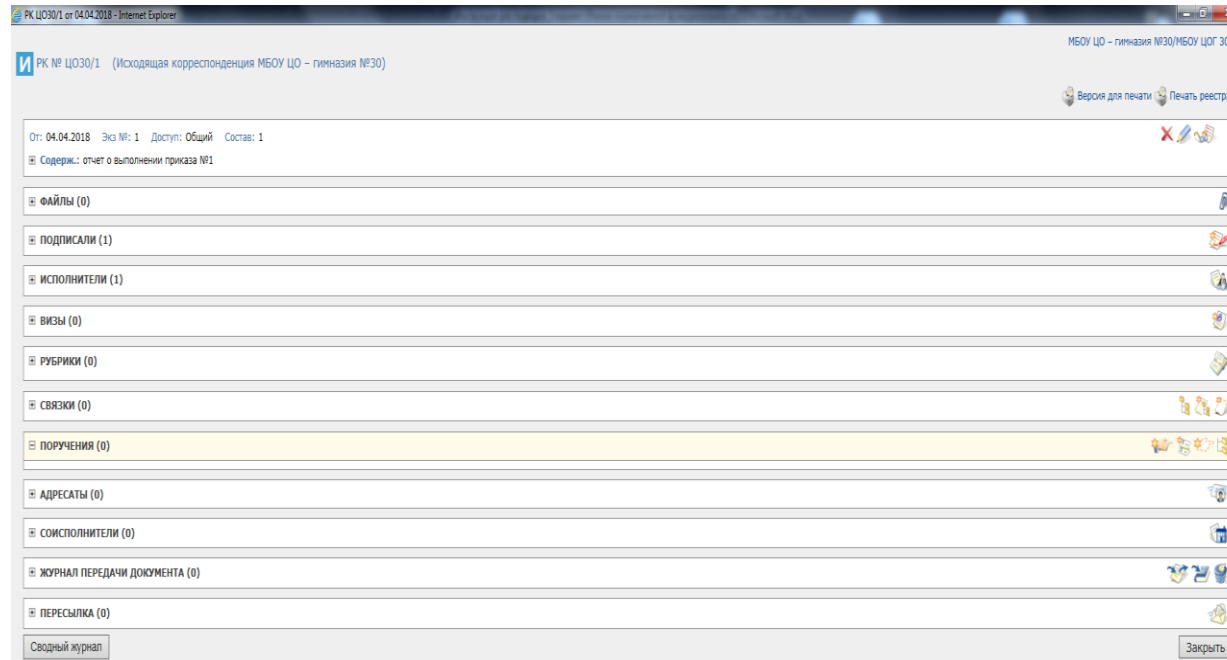 РК ЦО30/1 от 04.04.2018 - Internet Explorer
МБОУ ЦО – гимназия №30/МБОУ ЦОГ 30
И РК № ЦО30/1 (Исходящая корреспонденция МБОУ ЦО – гимназия №30)
Версия для печати Печать реестра
От: 04.04.2018 Экз №: 1 Доступ: Общий Состав: 1
Содерж.: отчет о выполнении приказа №1
ФАЙЛЫ (0)
ПОДПИСАЛИ (1)
ИСПОЛНИТЕЛИ (1)
ВИЗЫ (0)
РУБРИКИ (0)
СВЯЗКИ (0)
ПОРУЧЕНИЯ (0)
АДРЕСАТЫ (0)
СОИСПОЛНИТЕЛИ (0)
ЖУРНАЛ ПЕРЕДАЧИ ДОКУМЕНТА (0)
ПЕРЕСЫЛКА (0)
Сводный журнал
Закрыть